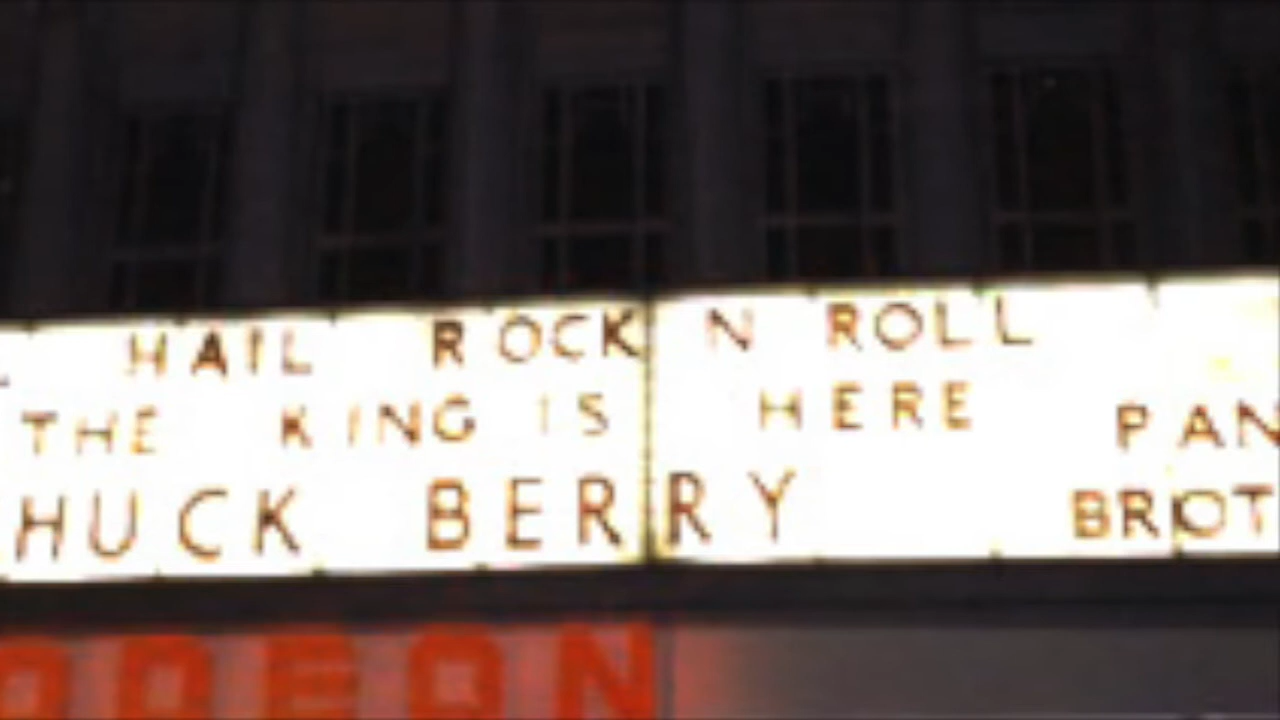 L HAIL ROCK N ROLL
THE KING IS HERE PAN
HUCK BERRY BROT
ODEON